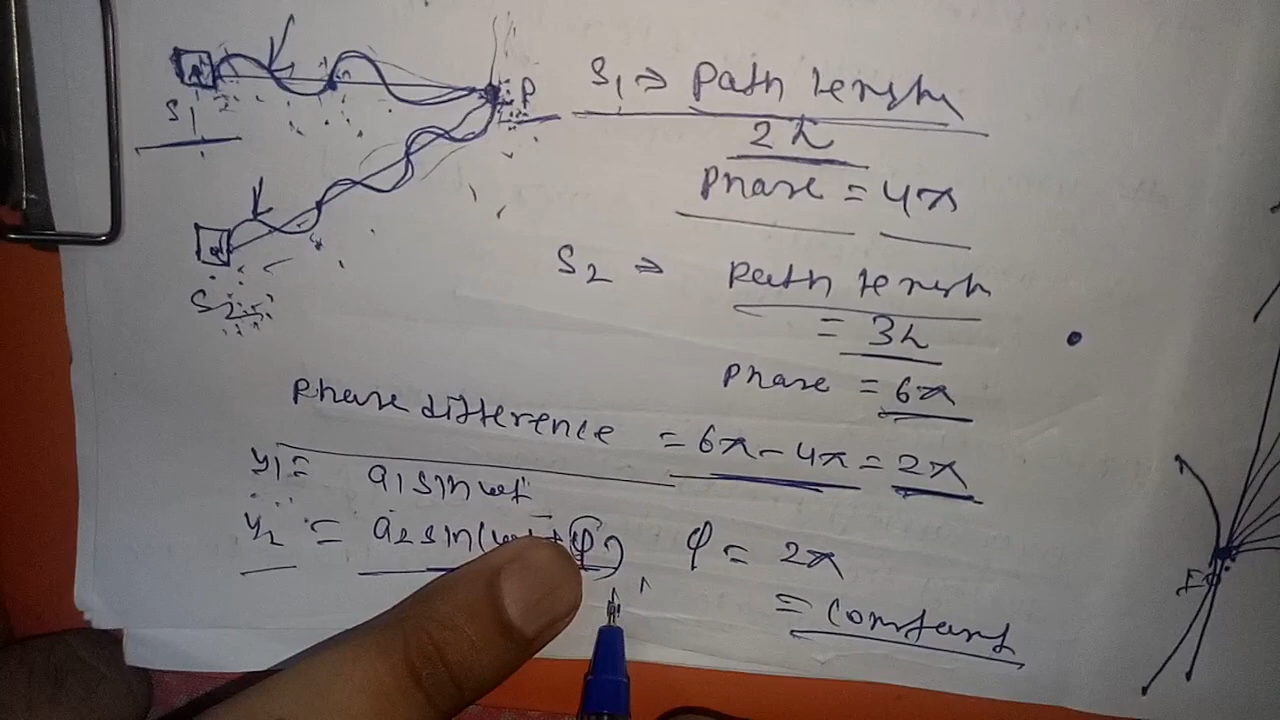 S1
P
S2
S1 ⇒ Path length
2λ
Phase = 4π
S2 ⇒ Path length
= 3λ
Phase = 6π
Phase difference = 6π - 4π = 2π
y1 = a1 sin ωt
y2 = a2 sin(ωt + φ) φ = 2π
= constant